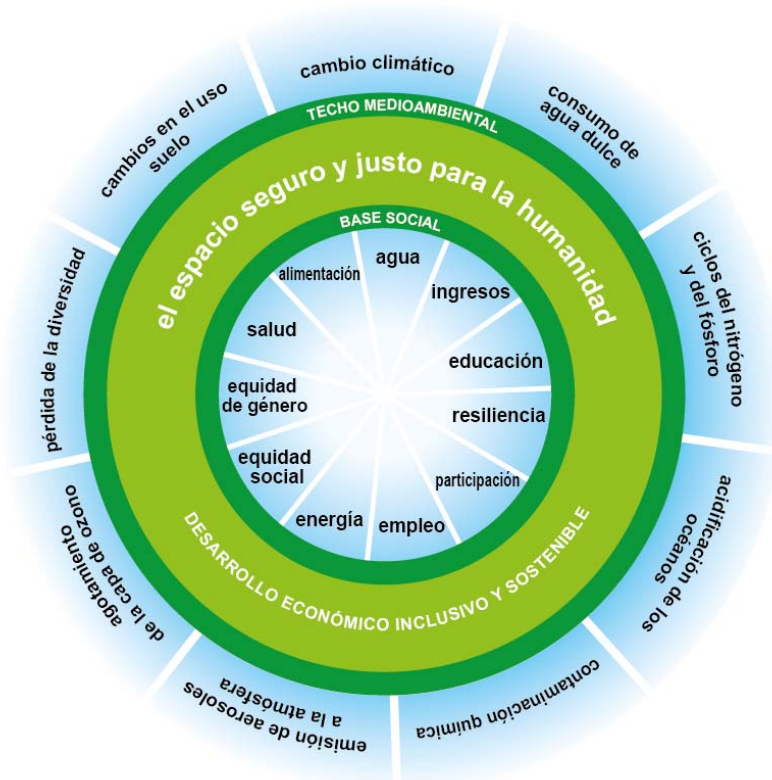 cambio climático
consumo de
agua dulce
ciclos del nitrógeno
y del fósforo
acidificación de los
océanos
contaminación química
emisión de aerosoles
a la atmósfera
agotamiento
de la capa de ozono
pérdida de la diversidad
cambios en el uso
suelo
TECHO MEDIOAMBIENTAL
el espacio seguro y justo para la humanidad
BASE SOCIAL
agua
ingresos
educación
resiliencia
participación
empleo
energía
equidad
social
equidad
de género
salud
alimentación
DESARROLLO ECONÓMICO INCLUSIVO Y SOSTENIBLE